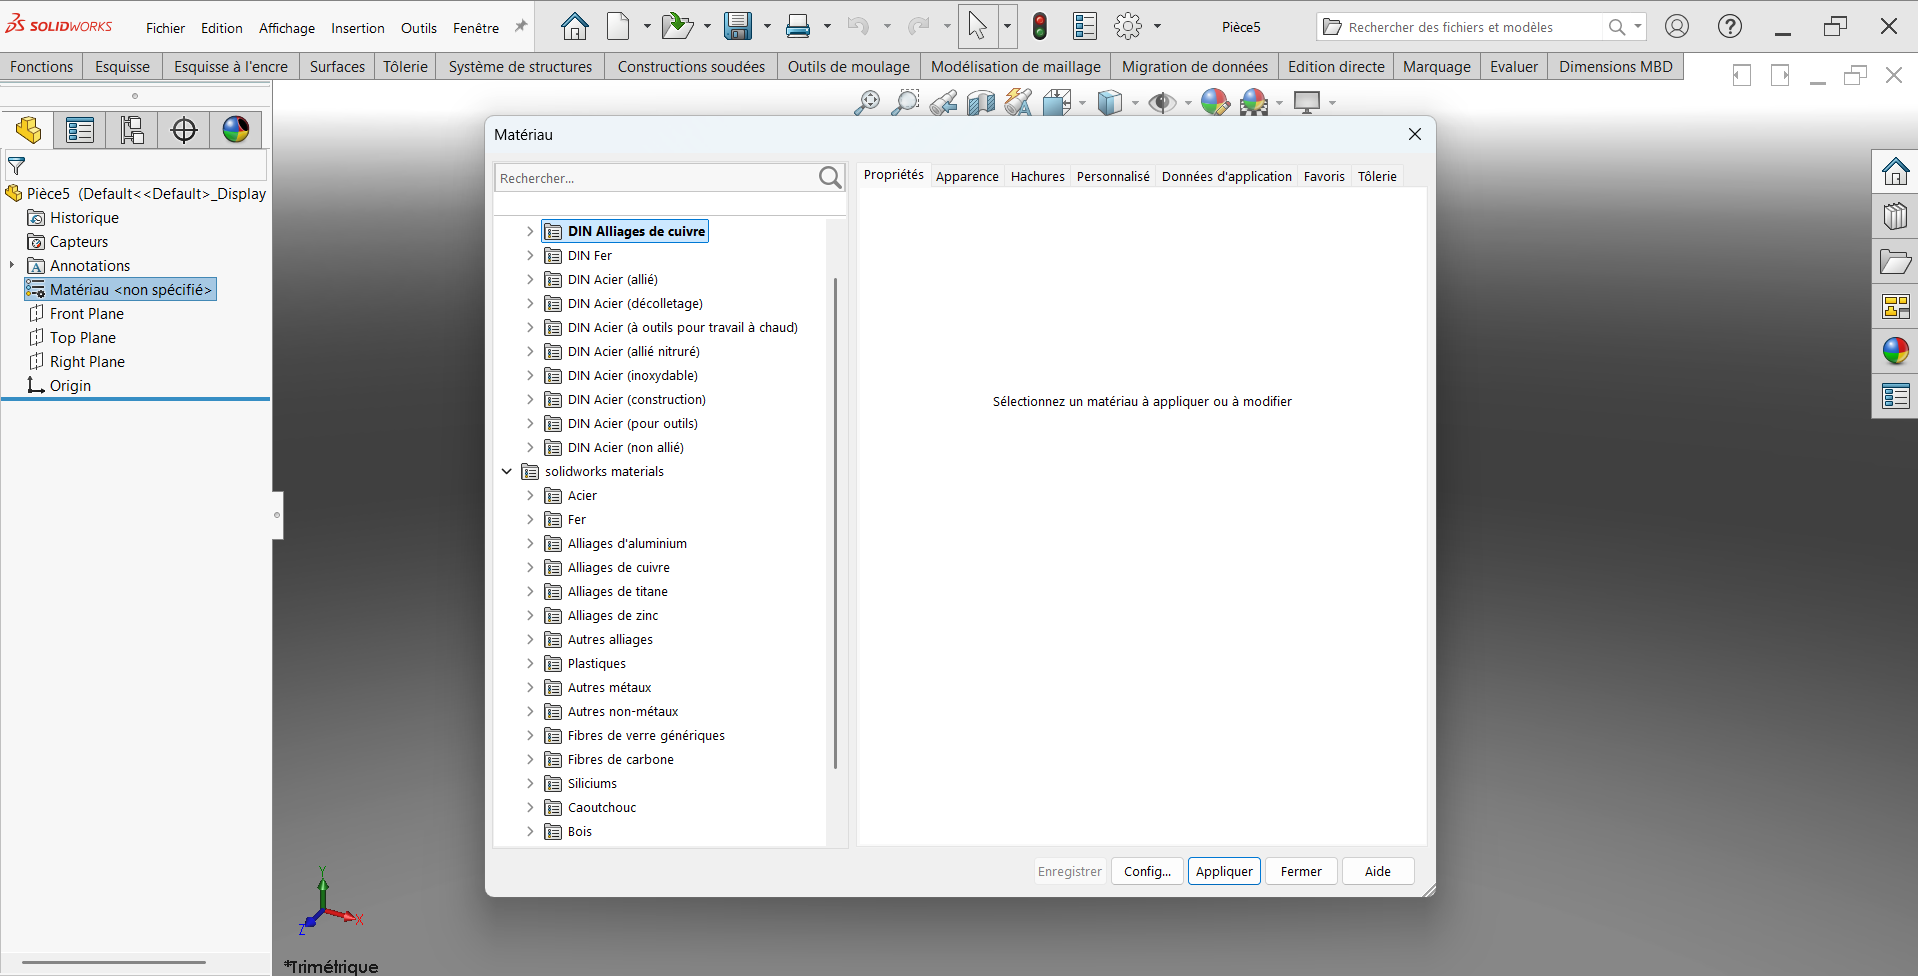 SOLIDWORKS
Fichier Edition Affichage Insertion Outils Fenêtre
Pièce5
Rechercher des fichiers et modèles
Fonctions Esquisse Esquisse à l'encre Surfaces Tôlerie Système de structures Constructions soudées Outils de moulage Modélisation de maillage Migration de données Edition directe Marquage Evaluer Dimensions MBD
Pièce5 (Default<<Default>_Display
Historique
Capteurs
Annotations
Matériau <non spécifié>
Front Plane
Top Plane
Right Plane
Origin
Matériau
Rechercher...
DIN Alliages de cuivre
DIN Fer
DIN Acier (allié)
DIN Acier (décolletage)
DIN Acier (à outils pour travail à chaud)
DIN Acier (allié nitruré)
DIN Acier (inoxydable)
DIN Acier (construction)
DIN Acier (pour outils)
DIN Acier (non allié)
solidworks materials
Acier
Fer
Alliages d'aluminium
Alliages de cuivre
Alliages de titane
Alliages de zinc
Autres alliages
Plastiques
Autres métaux
Autres non-métaux
Fibres de verre génériques
Fibres de carbone
Siliciums
Caoutchouc
Bois
Propriétés Apparence Hachures Personnalisé Données d'application Favoris Tôlerie
Sélectionnez un matériau à appliquer ou à modifier
Enregistrer Config... Appliquer Fermer Aide
Y
X
Z
*Trimétrique